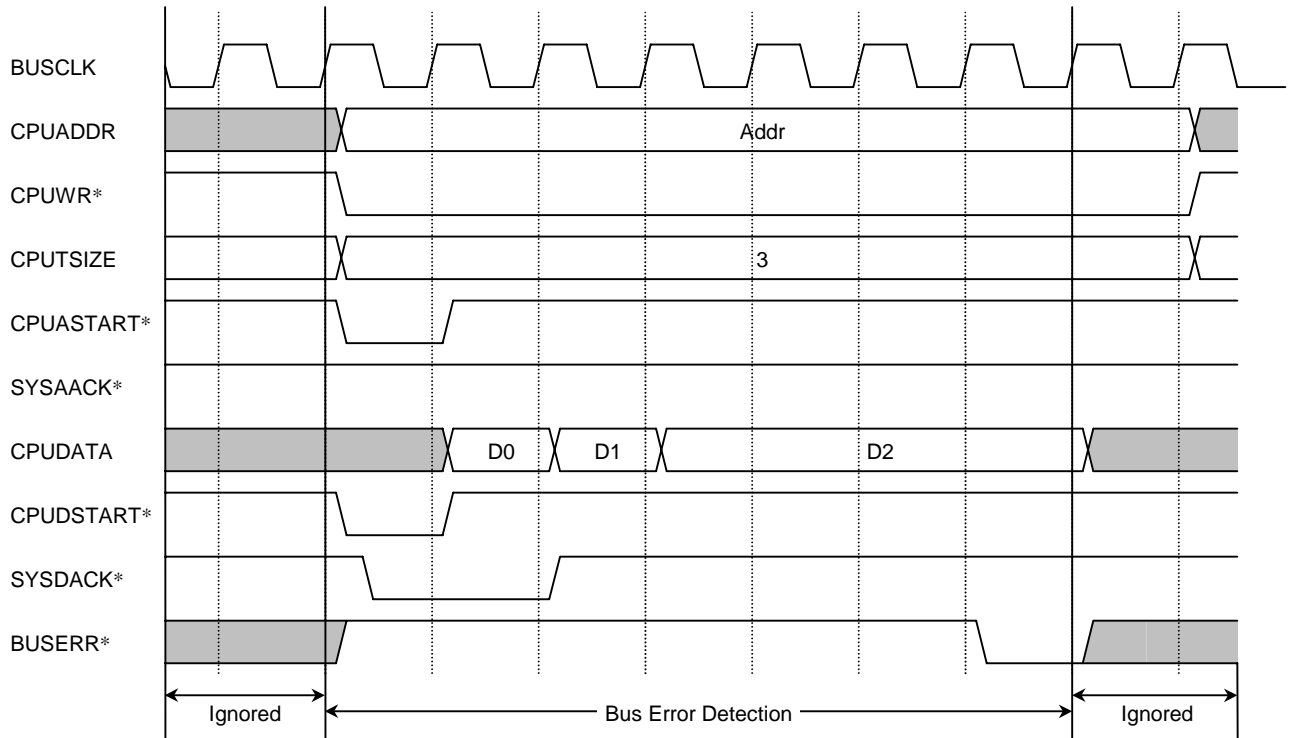 BUSCLK
CPUADDR Addr
CPUWR*
CPUTSIZE 3
CPUASTART*
SYSAACK*
CPUDATA D0 D1 D2
CPUDSTART*
SYSDACK*
BUSERR*
Ignored Bus Error Detection Ignored